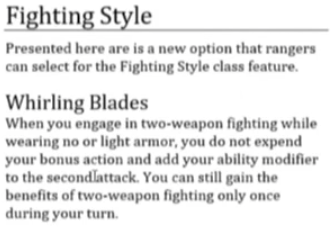 Fighting Style
Presented here are is a new option that rangers
can select for the Fighting Style class feature.
Whirling Blades
When you engage in two-weapon fighting while
wearing no or light armor, you do not expend
your bonus action and add your ability modifier
to the second attack. You can still gain the
benefits of two-weapon fighting only once
during your turn.